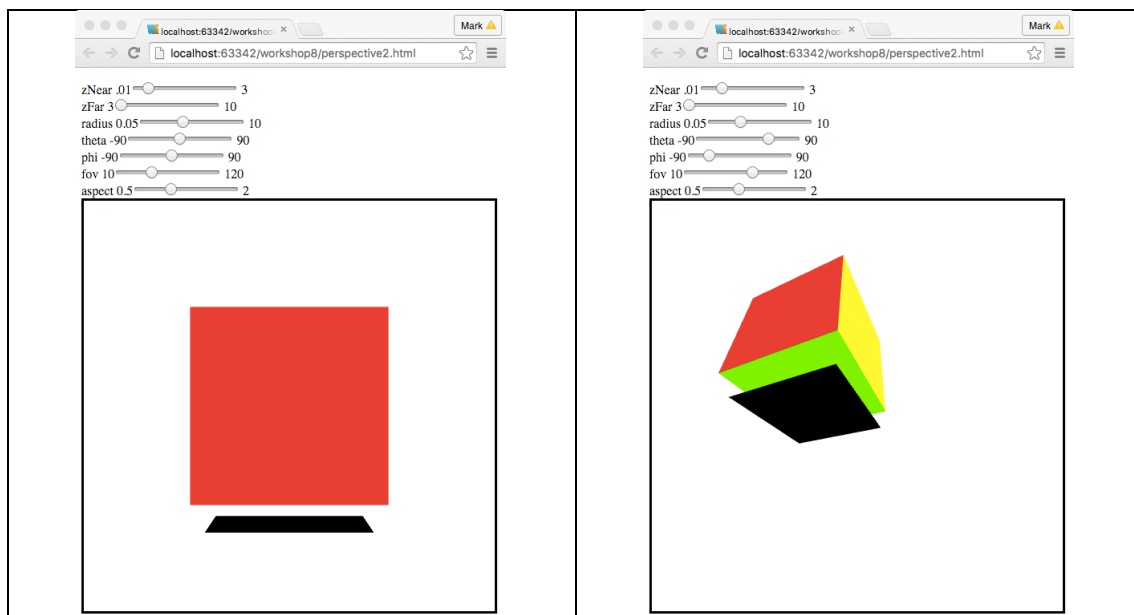 localhost:63342/workshop
Mark
localhost:63342/workshop8/perspective2.html
zNear .01 3
zFar 3 10
radius 0.05 10
theta -90 90
phi -90 90
fov 10 120
aspect 0.5 2
localhost:63342/workshop
Mark
localhost:63342/workshop8/perspective2.html
zNear .01 3
zFar 3 10
radius 0.05 10
theta -90 90
phi -90 90
fov 10 120
aspect 0.5 2